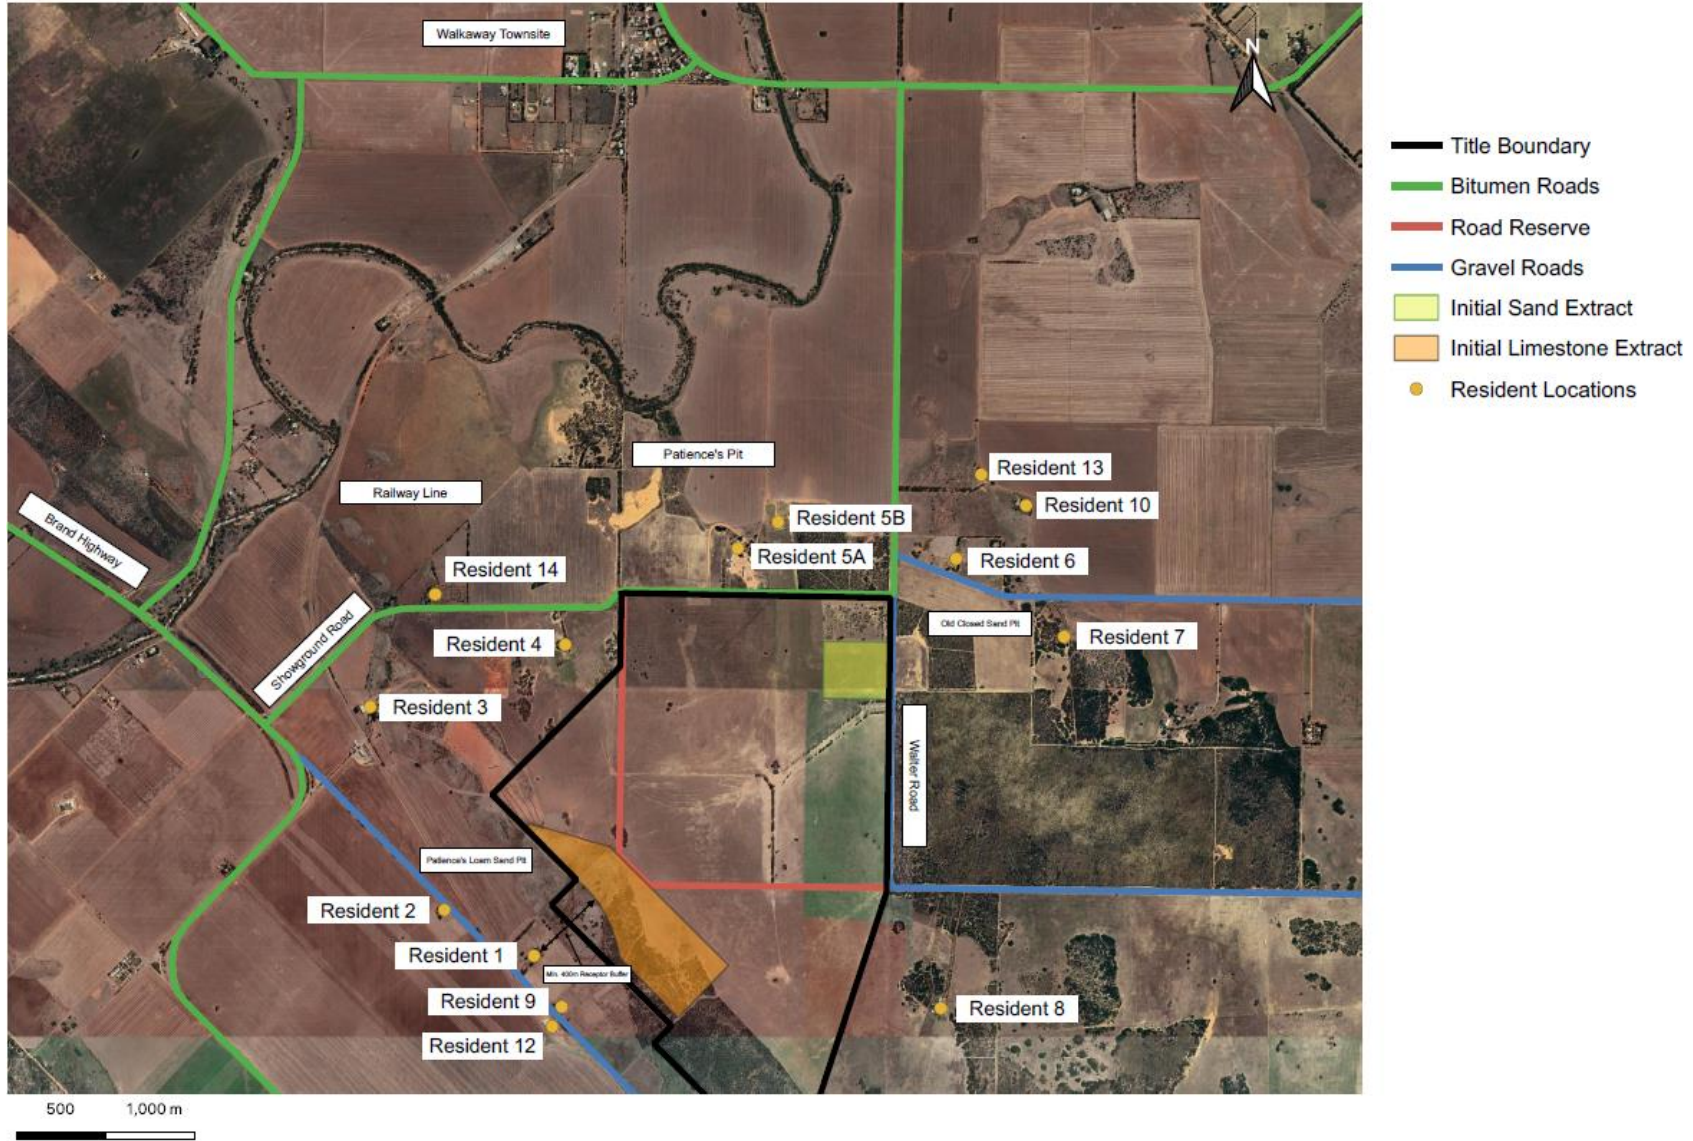 Walkaway Townsite
N
Title Boundary
Bitumen Roads
Road Reserve
Gravel Roads
Initial Sand Extract
Initial Limestone Extract
Resident Locations
Patience's Pit
Railway Line
Resident 13
Resident 10
Brand Highway
Resident 5B
Resident 5A
Resident 6
Resident 14
Showground Road
Old Closed Sand Pit
Resident 4
Resident 7
Resident 3
Walter Road
Patience's Loam Sand Pit
Resident 2
Resident 1
Min. 400m Receptor Buffer
Resident 9
Resident 8
Resident 12
500 1,000 m